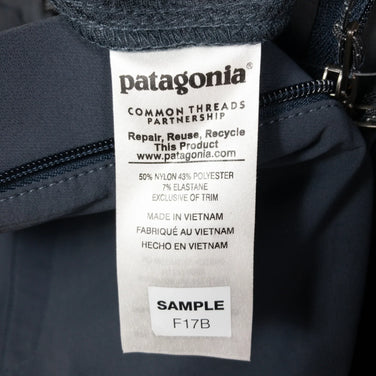 patagonia®
COMMON THREADS
PARTNERSHIP
Repair, Reuse, Recycle
This Product
www.patagonia.com
50% NYLON 43% POLYESTER
7% ELASTANE
EXCLUSIVE OF TRIM
MADE IN VIETNAM
FABRIQUÉ AU VIETNAM
HECHO EN VIETNAM
SAMPLE
F17B